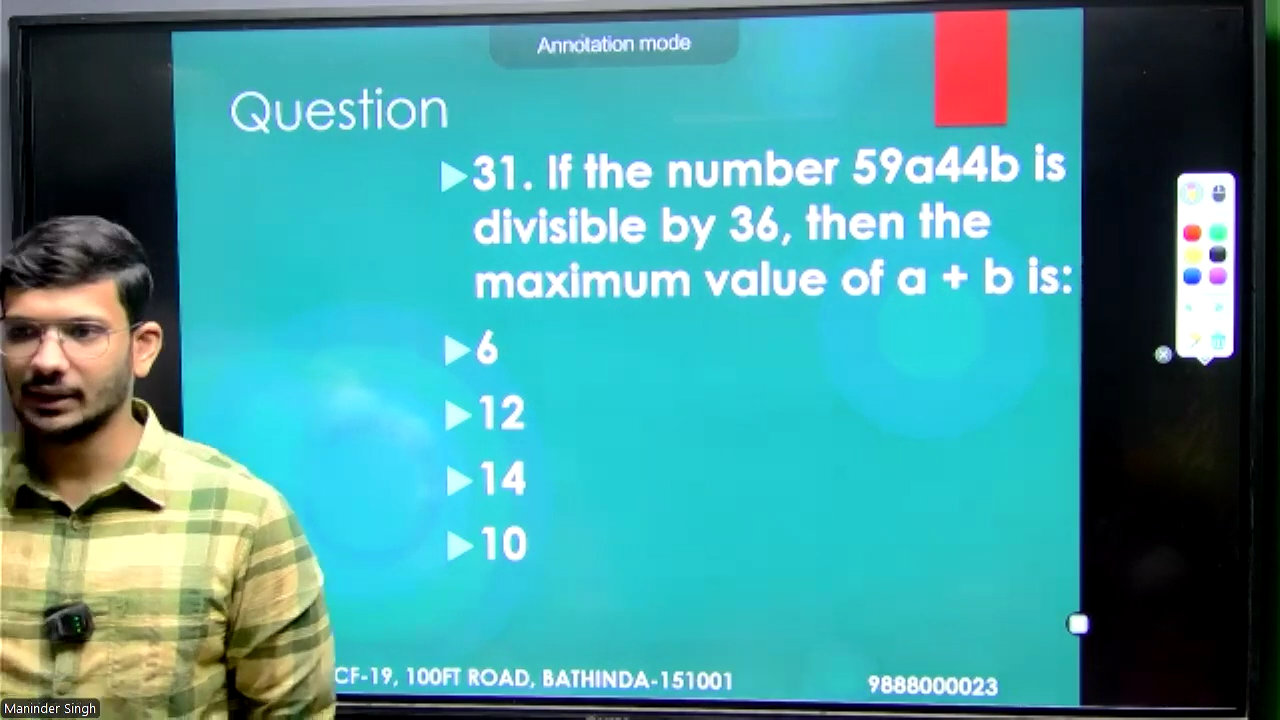 Annotation mode
Question
31. If the number 59a44b is
divisible by 36, then the
maximum value of a + b is:
6
12
14
10
CF-19, 100FT ROAD, BATHINDA-151001
9888000023
Maninder Singh